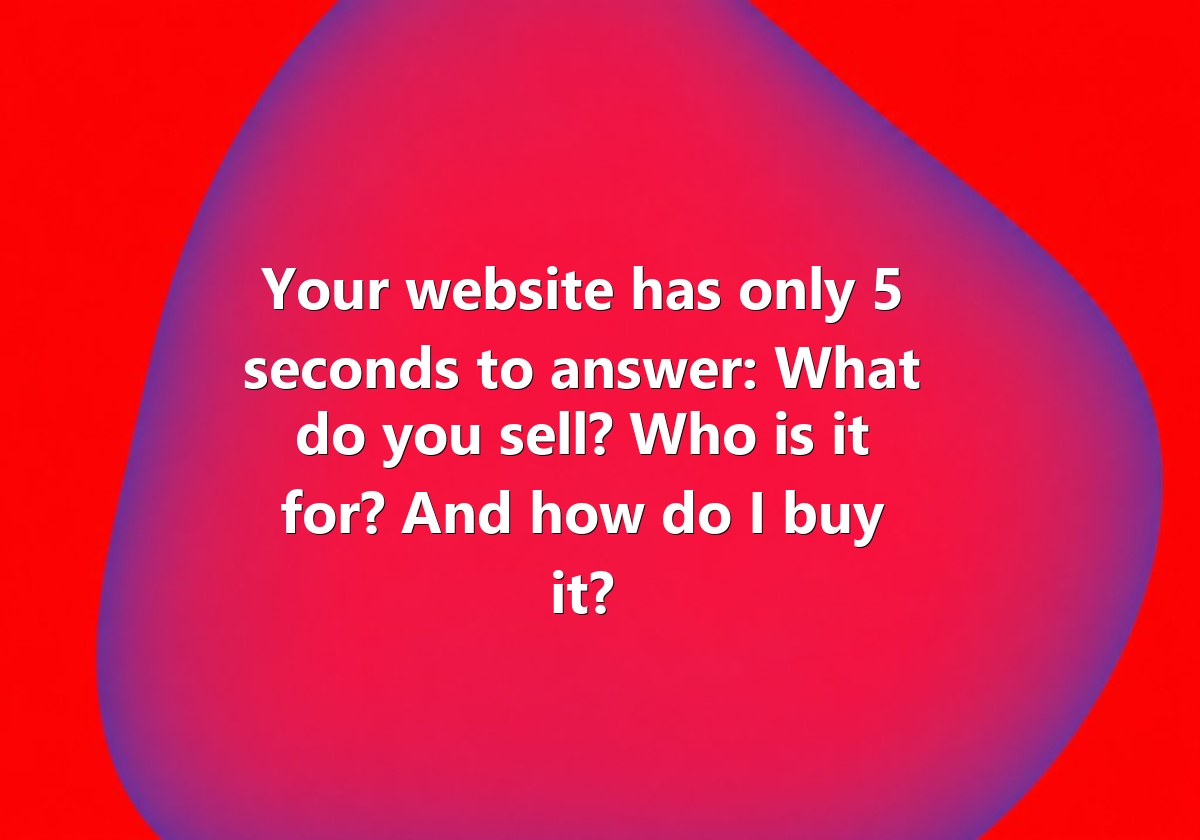 Your website has only 5
seconds to answer: What
do you sell? Who is it
for? And how do I buy
it?